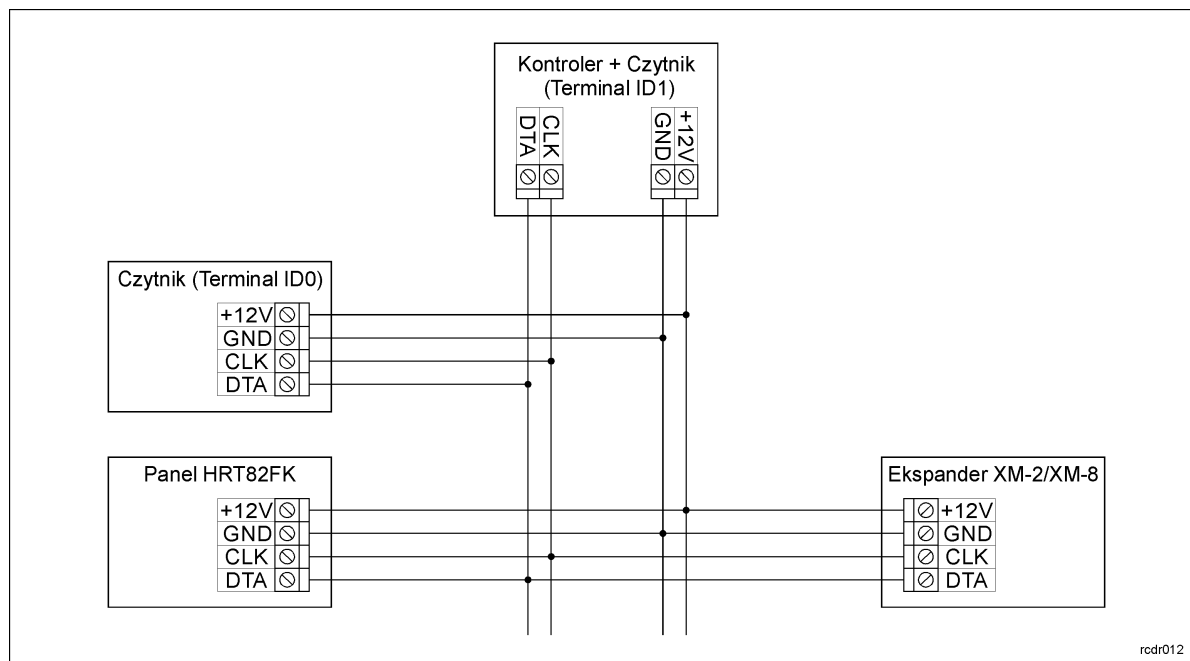 Kontroler + Czytnik
(Terminal ID1)
DTA
CLK
GND
+12V
Czytnik (Terminal ID0)
+12V
GND
CLK
DTA
Panel HRT82FK
+12V
GND
CLK
DTA
Ekspander XM-2/XM-8
+12V
GND
CLK
DTA
rcdr012